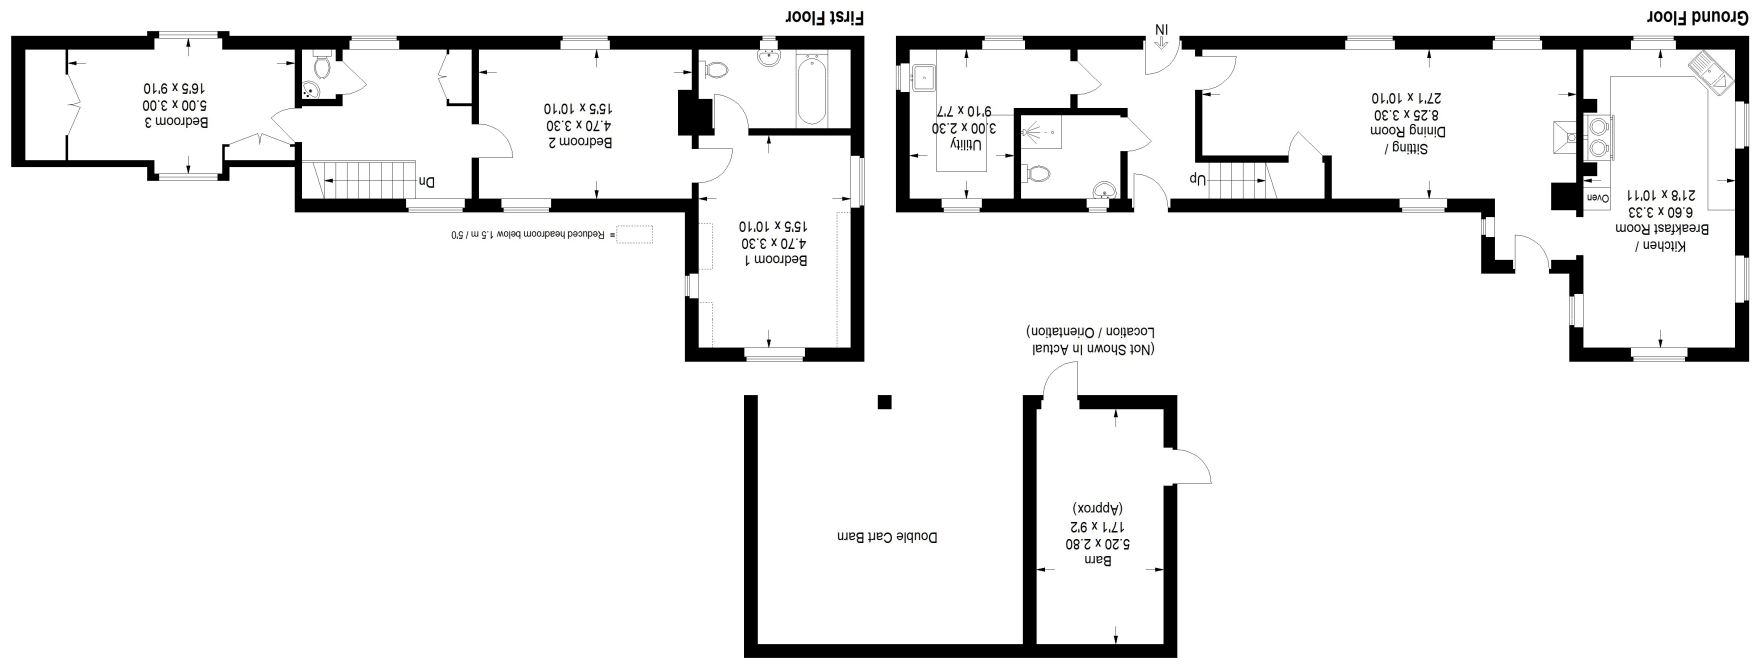 Barn
5.20 x 2.80
17'1 x 9'2
(Approx)
Double Cart Barn
(Not Shown In Actual
Location / Orientation)
Kitchen /
Breakfast Room
6.60 x 3.33
21'8 x 10'11
Oven
Sitting /
Dining Room
8.25 x 3.30
27'1 x 10'10
Up
Utility
3.00 x 2.30
9'10 x 7'7
IN
Ground Floor
Bedroom 1
4.70 x 3.30
15'5 x 10'10
= Reduced headroom below 1.5 m / 5'0
Bedroom 2
4.70 x 3.30
15'5 x 10'10
Dn
Bedroom 3
5.00 x 3.00
16'5 x 9'10
First Floor